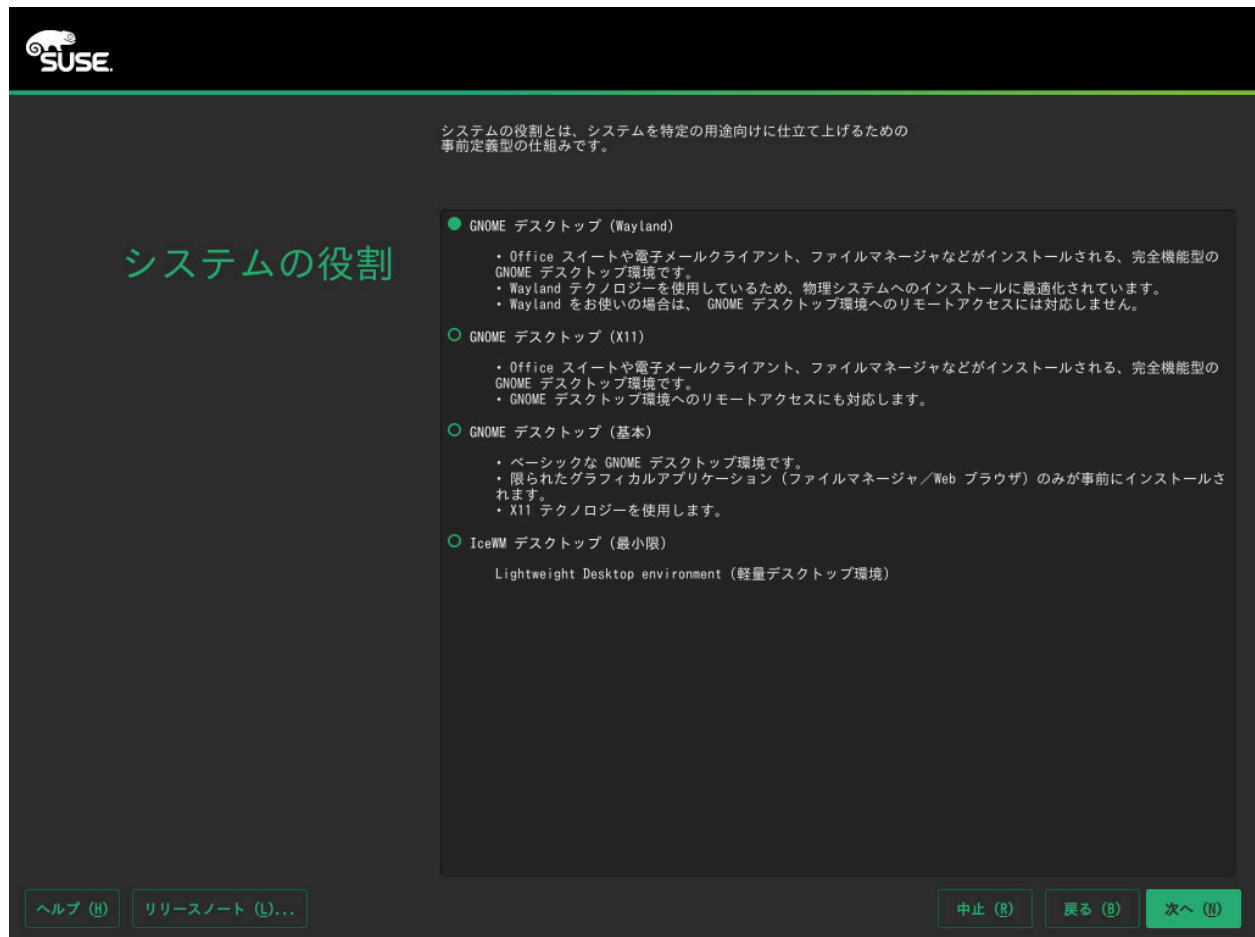 SUSE.
システムの役割とは、システムを特定の用途向けに仕立て上げるための
事前定義型の仕組みです。
システムの役割
GNOME デスクトップ (Wayland)
・Office スイートや電子メールクライアント、ファイルマネージャなどがインストールされる、完全機能型の
GNOME デスクトップ環境です。
・Wayland テクノロジーを使用しているため、物理システムへのインストールに最適化されています。
・Wayland をお使いの場合は、 GNOME デスクトップ環境へのリモートアクセスには対応しません。
GNOME デスクトップ (X11)
・Office スイートや電子メールクライアント、ファイルマネージャなどがインストールされる、完全機能型の
GNOME デスクトップ環境です。
・GNOME デスクトップ環境へのリモートアクセスにも対応します。
GNOME デスクトップ (基本)
・ベーシックな GNOME デスクトップ環境です。
・限られたグラフィカルアプリケーション (ファイルマネージャ/Web ブラウザ) のみが事前にインストールさ
れます。
・X11 テクノロジーを使用します。
IceWM デスクトップ (最小限)
Lightweight Desktop environment (軽量デスクトップ環境)
ヘルプ (H)
リリースノート (L)...
中止 (R)
戻る (B)
次へ (N)